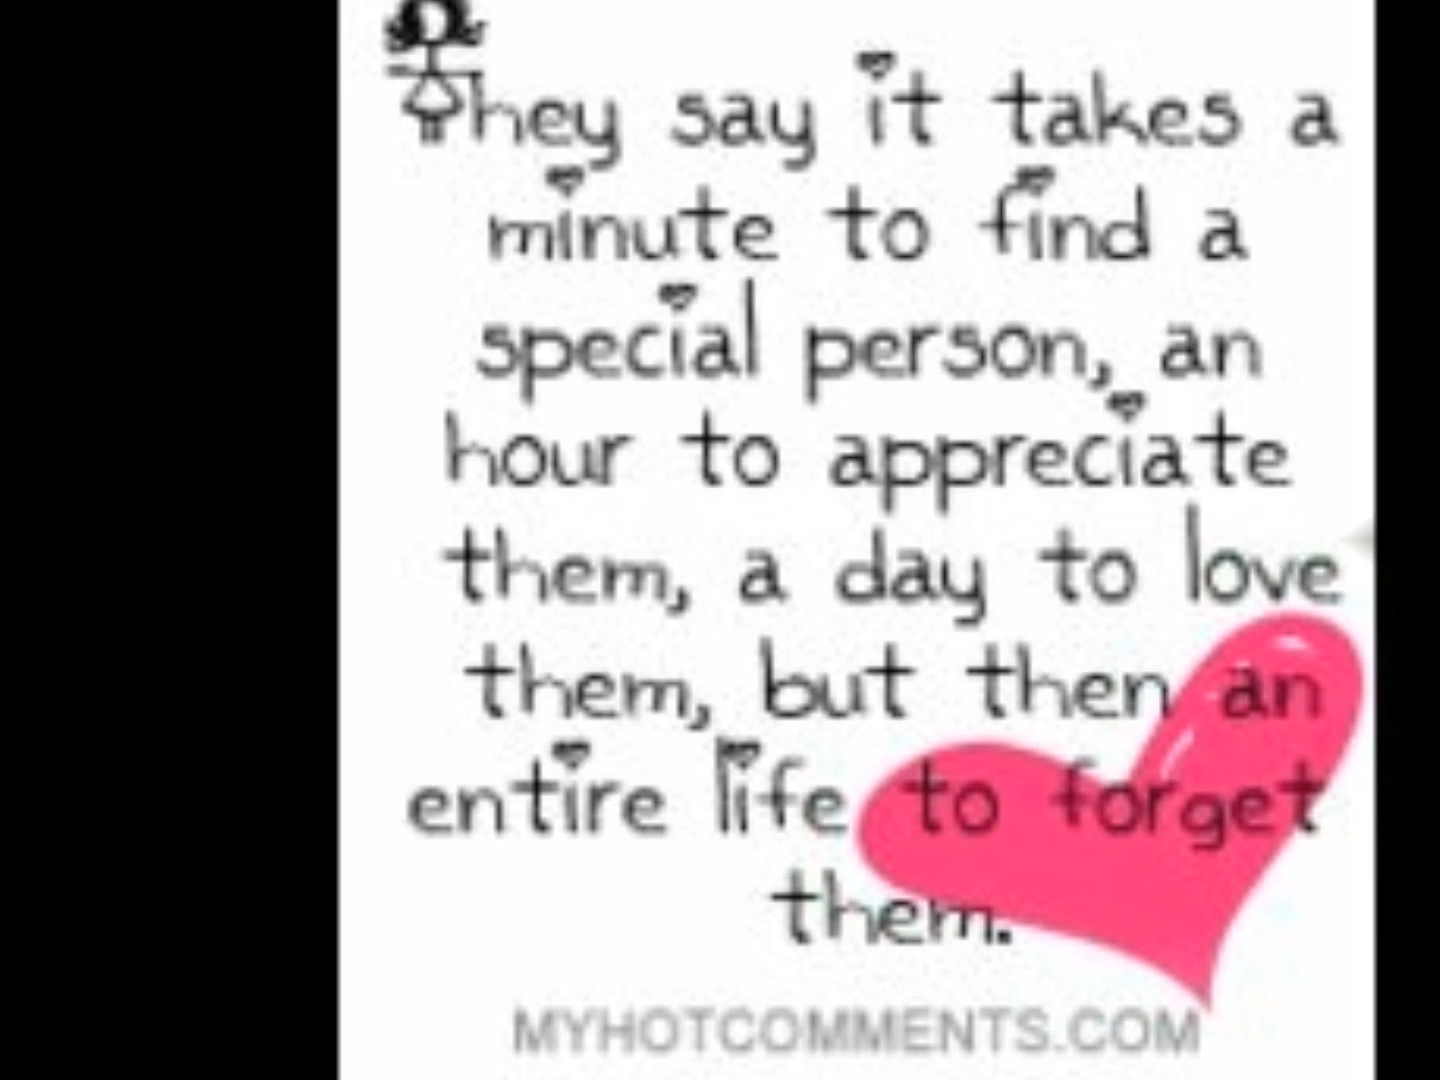 They say it takes a
minute to find a
special person, an
hour to appreciate
them, a day to love
them, but then an
entire life to forget
them.
MYHOTCOMMENTS.COM